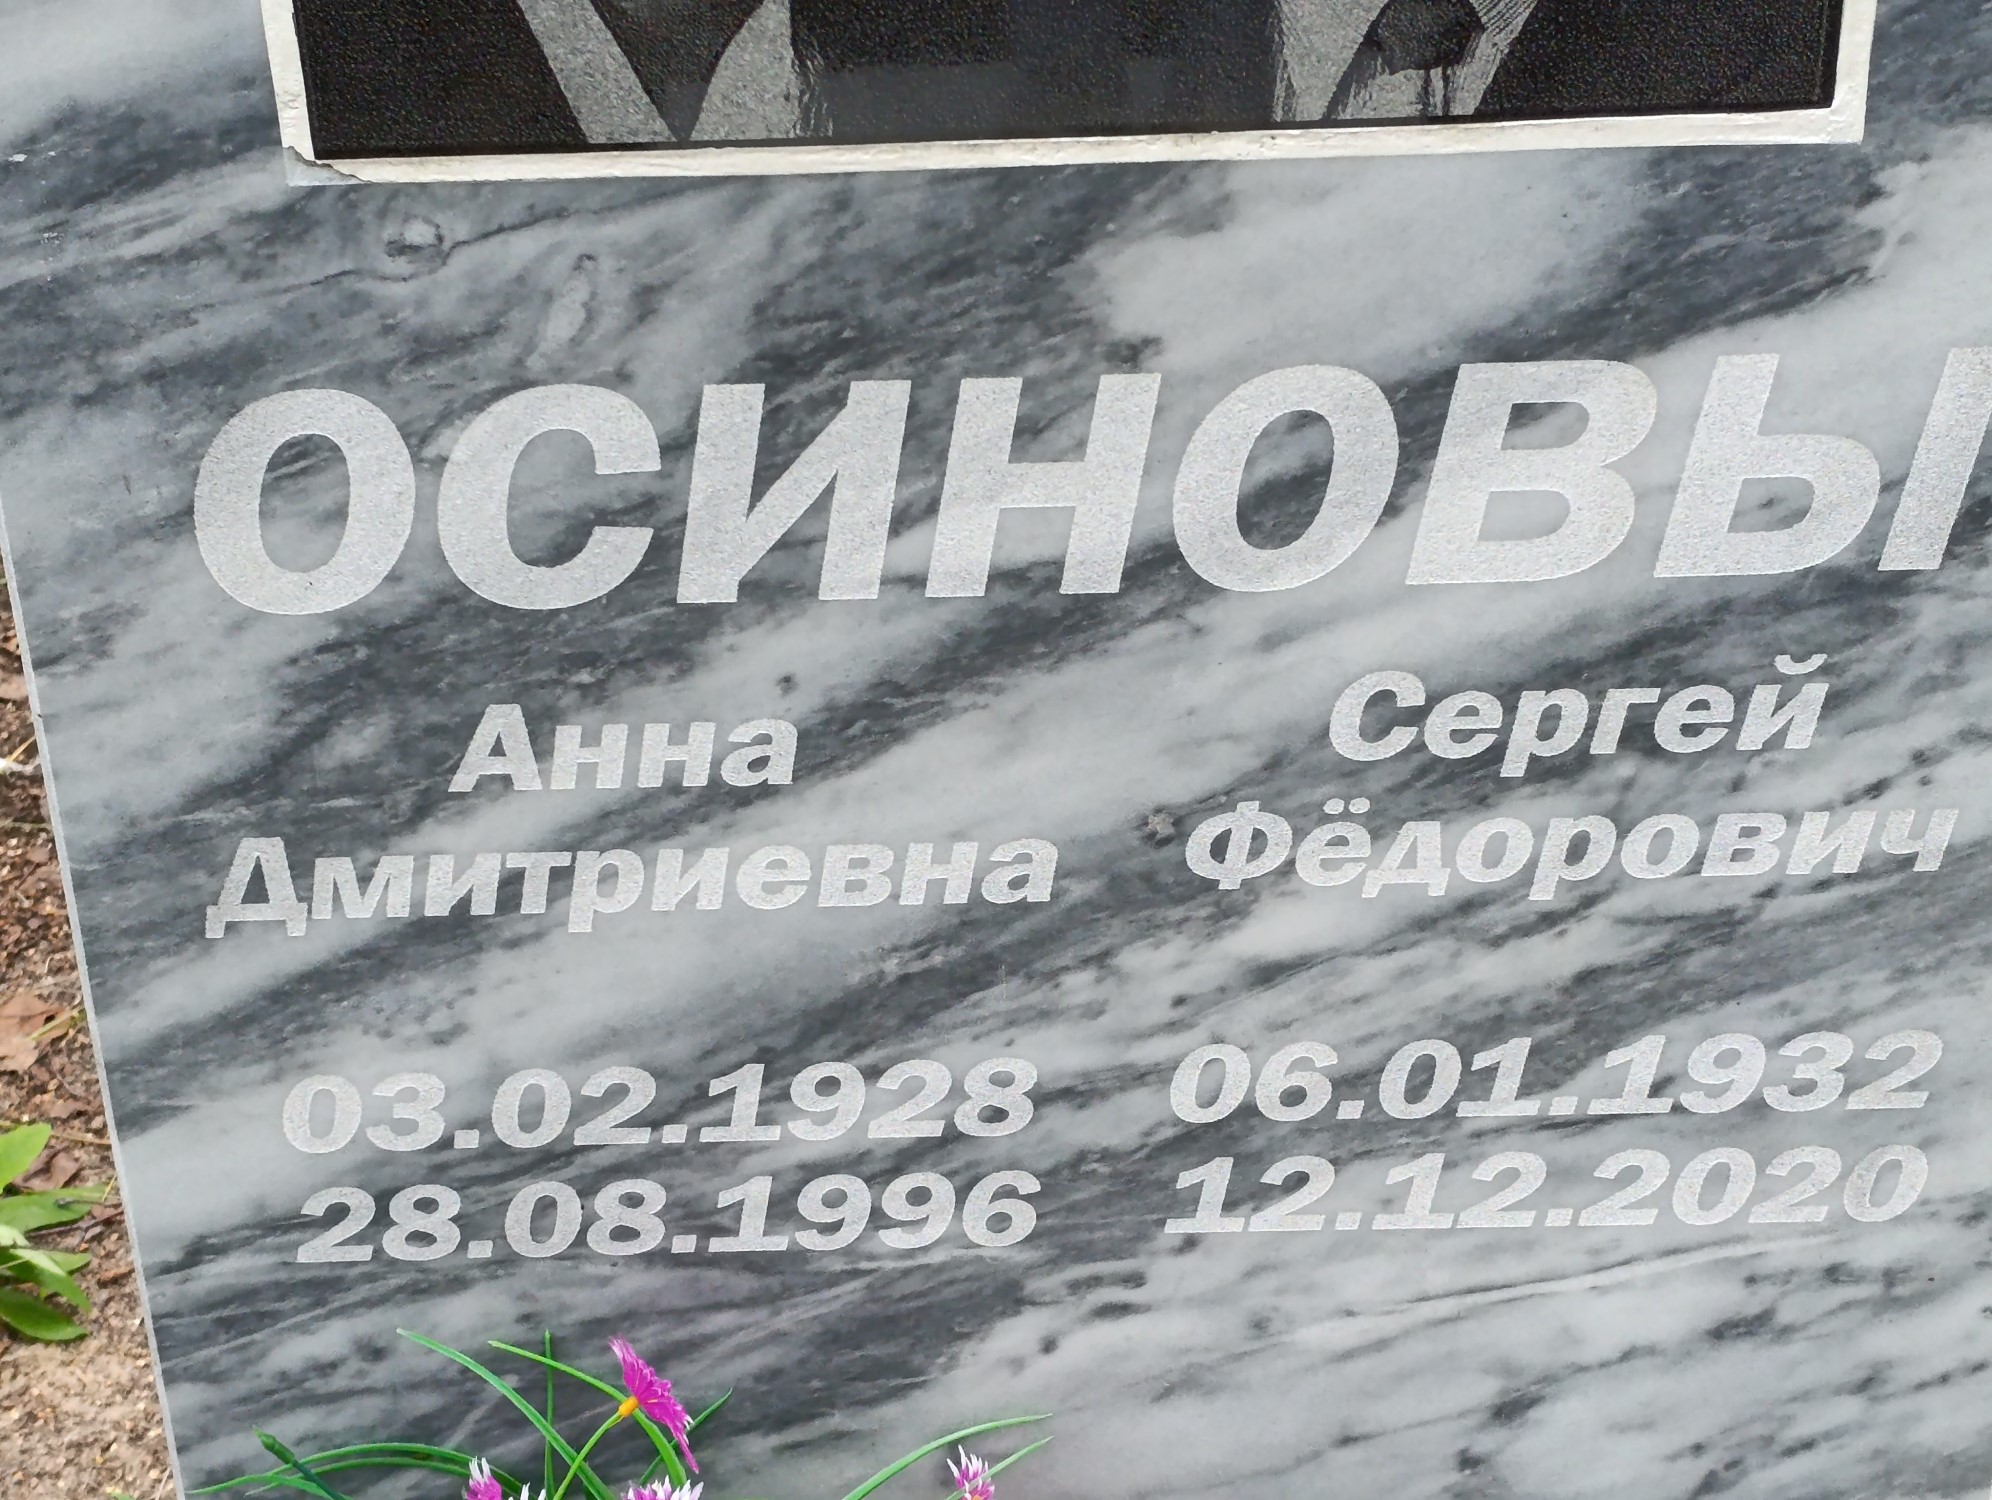 ОСИНОВЫ
Анна
Дмитриевна
03.02.1928
28.08.1996
Сергей
Фёдорович
06.01.1932
12.12.2020